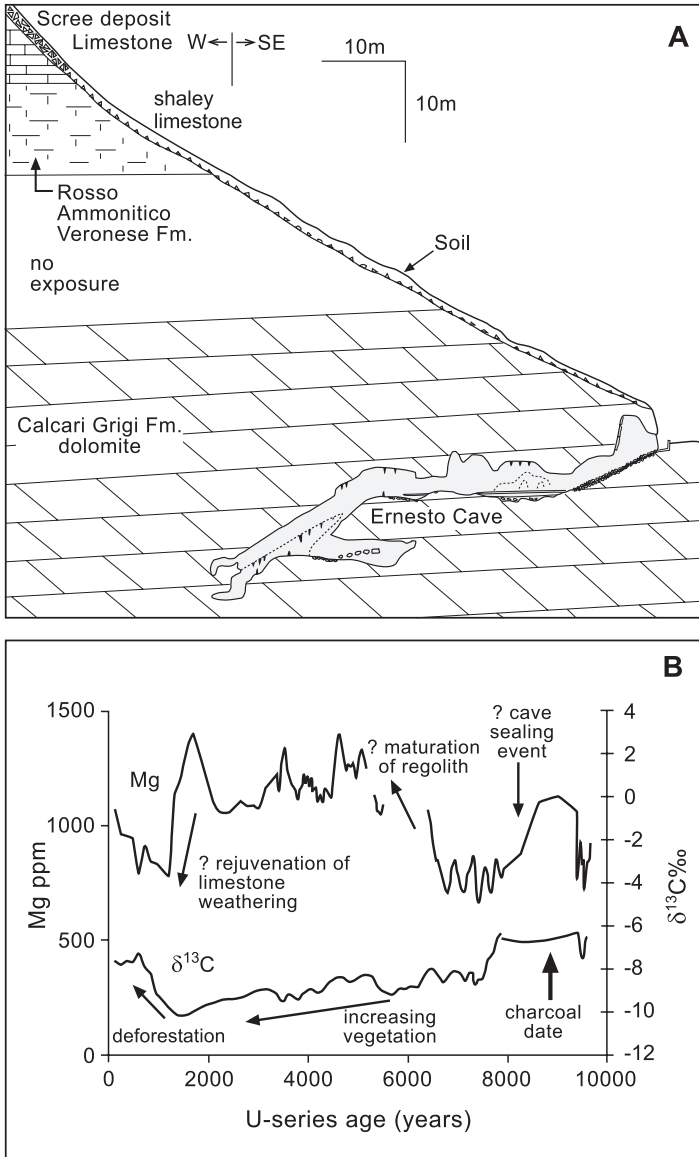 Scree deposit
Limestone
W ← → SE
10m
10m
A
shaley
limestone
Rosso
Ammonitico
Veronese Fm.
no
exposure
Soil
Calcari Grigi Fm.
dolomite
Ernesto Cave
B
1500
1000
500
0
Mg ppm
4
2
0
-2
-4
-6
-8
-10
-12
δ¹³C‰
Mg
? maturation
of regolith
? cave
sealing
event
? rejuvenation of
limestone
weathering
δ¹³C
deforestation
increasing
vegetation
charcoal
date
0
2000
4000
6000
8000
10000
U-series age (years)